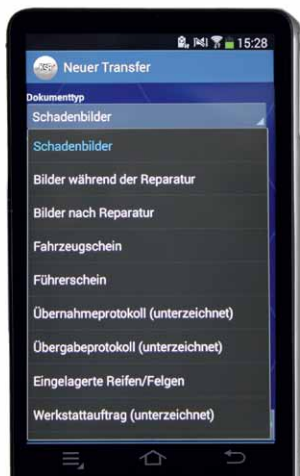 15:28
Neuer Transfer
Dokumenttyp
Schadenbilder
Schadenbilder
Bilder während der Reparatur
Bilder nach Reparatur
Fahrzeugschein
Führerschein
Übernahmeprotokoll (unterzeichnet)
Übergabeprotokoll (unterzeichnet)
Eingelagerte Reifen/Felgen
Werkstattauftrag (unterzeichnet)